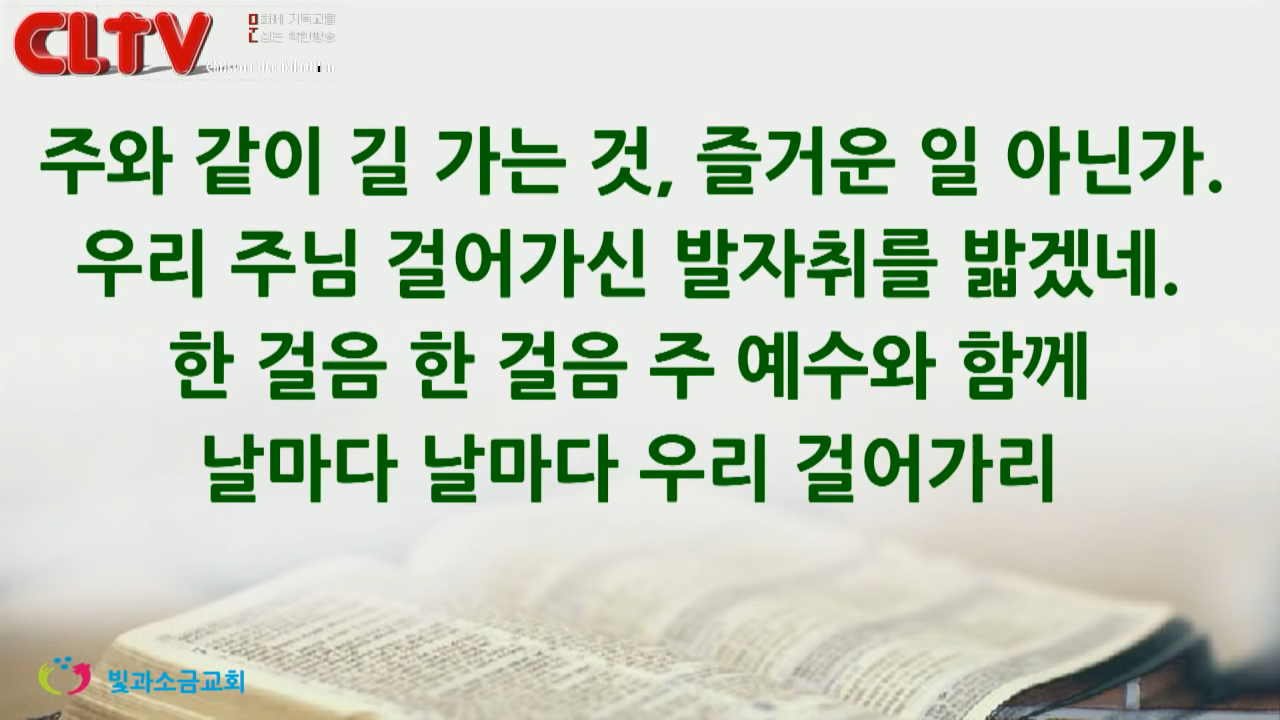 CLTV
주와 같이 길 가는 것, 즐거운 일 아닌가.
우리 주님 걸어가신 발자취를 밟겠네.
한 걸음 한 걸음 주 예수와 함께
날마다 날마다 우리 걸어가리
빛과소금교회